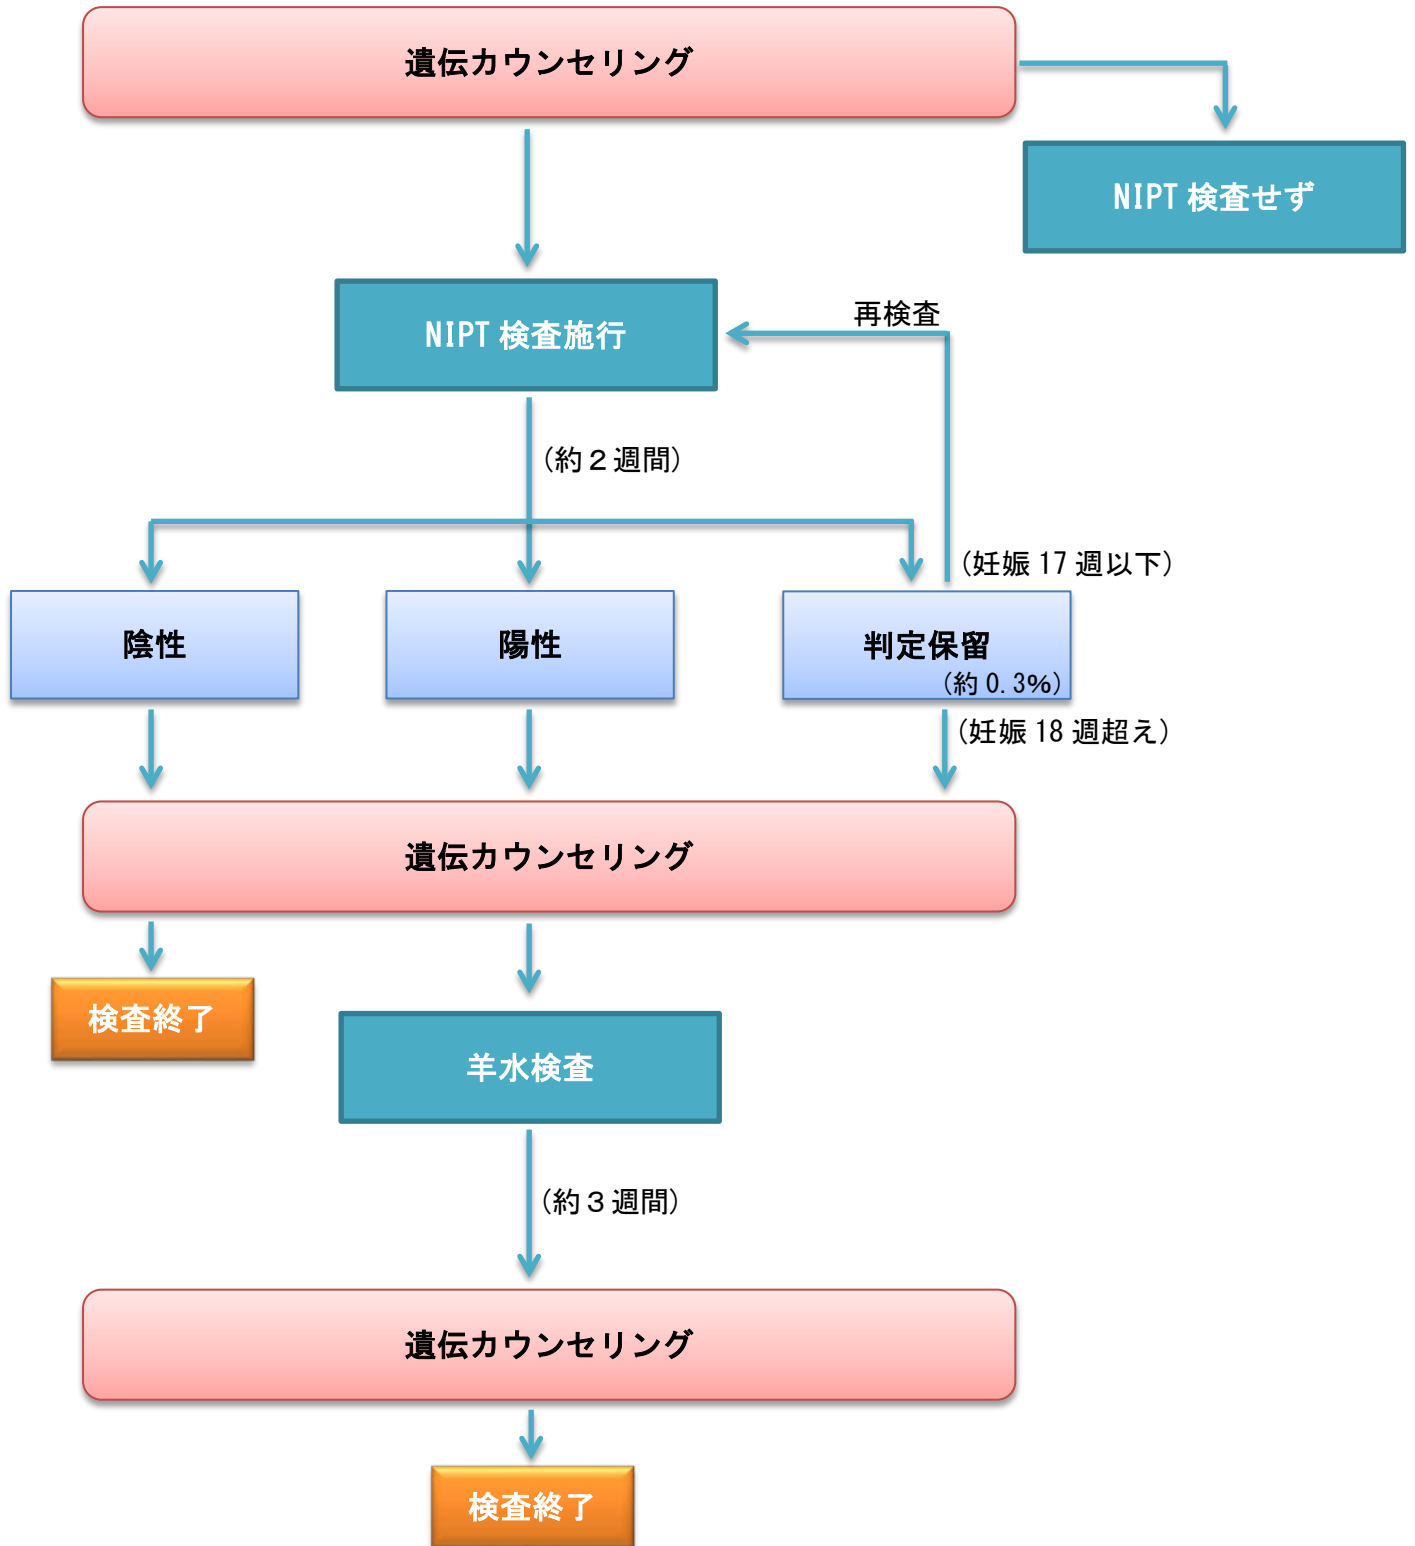 遺伝カウンセリング
NIPT 検査せず
NIPT 検査施行
再検査
(約２週間)
(妊娠 17 週以下)
陰性
陽性
判定保留
(約 0.3%)
(妊娠 18 週超え)
遺伝カウンセリング
検査終了
羊水検査
(約３週間)
遺伝カウンセリング
検査終了